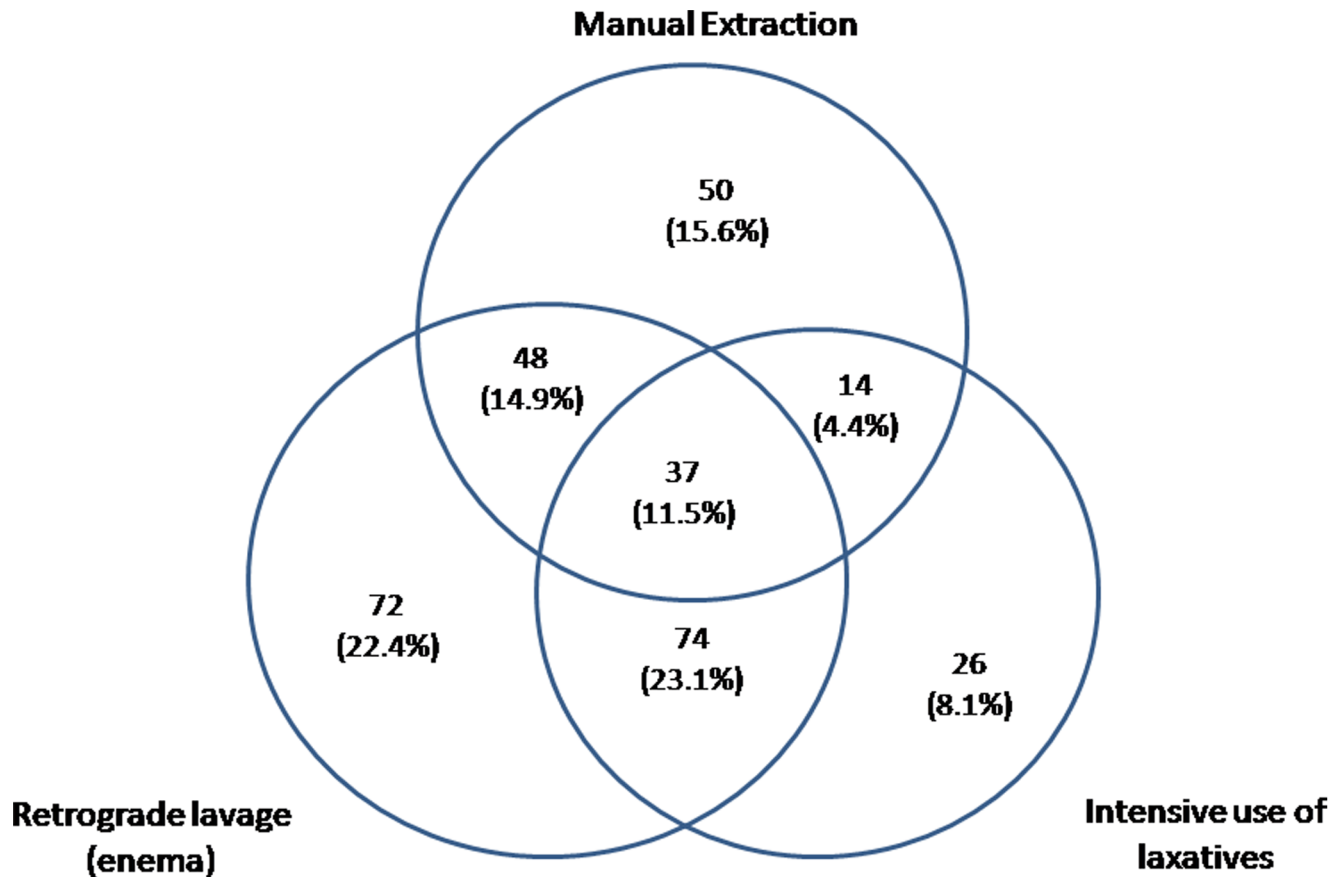 Manual Extraction
50
(15.6%)
48
(14.9%)
14
(4.4%)
37
(11.5%)
72
(22.4%)
74
(23.1%)
26
(8.1%)
Retrograde lavage
(enema)
Intensive use of
laxatives